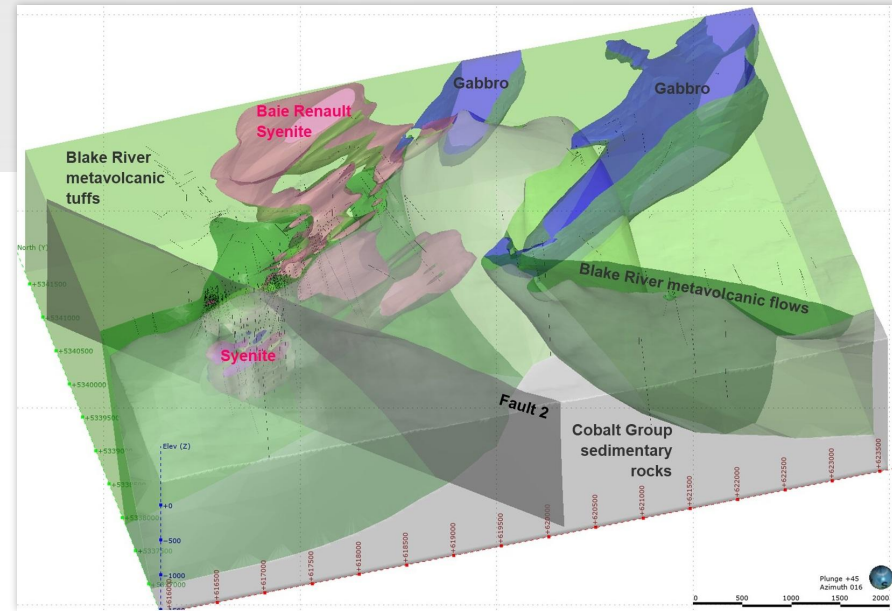 Gabbro
Gabbro
Baie Renault
Syenite
Blake River
metavolcanic
tuffs
North (Y)
+5341500
+5341000
+5340500
+5340000
+5339500
Blake River metavolcanic flows
Syenite
Fault 2
Cobalt Group
sedimentary
rocks
Elev (Z)
+0
-500
-1000
+616000
+616500
+617000
+617500
+618000
+618500
+619000
+619500
+620000
+620500
+621000
+621500
+622000
+622500
+623000
+623500
Plunge +45
Azimuth 016
0 500 1000 1500 2000